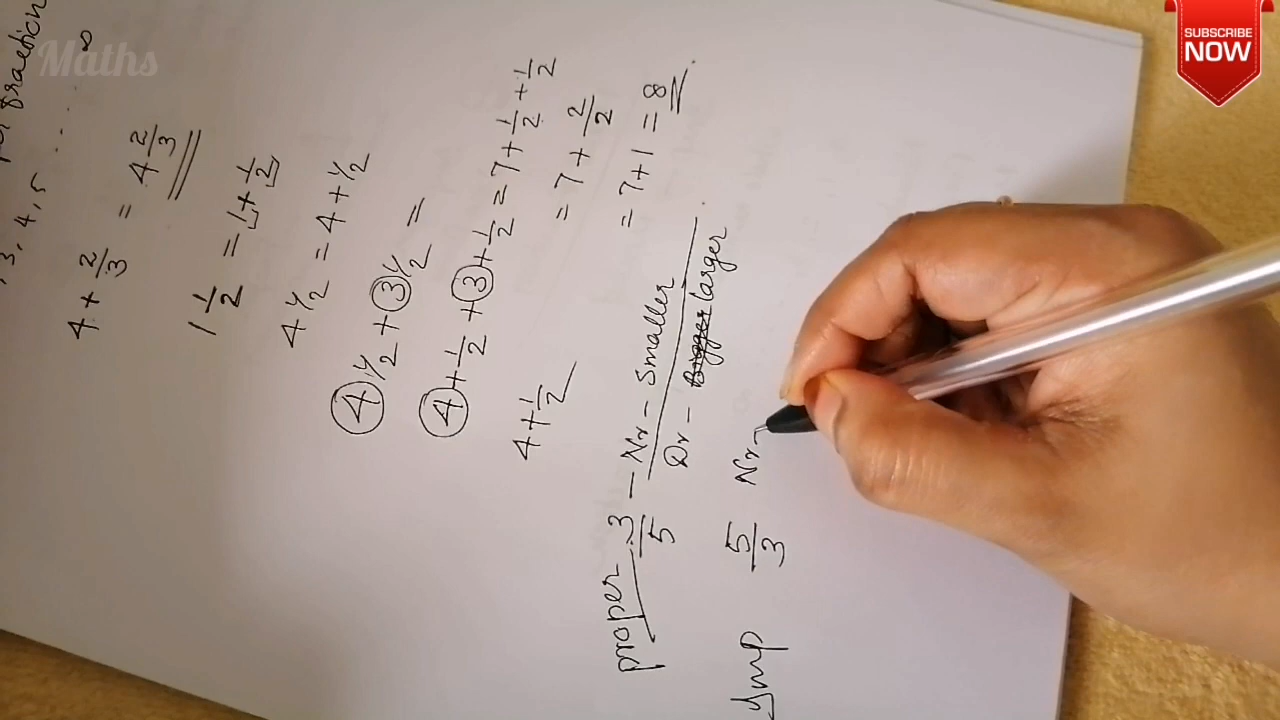 Maths
SUBSCRIBE
NOW
fraction
3, 4, 5 .... ∞
4 + 2/3 = 4 2/3
1 1/2 = 1 + 1/2
4 1/2 = 4 + 1/2
4 1/2 + 3 1/2 =
4 + 1/2 + 3 + 1/2 = 7 + 1/2 + 1/2
= 7 + 2/2
4 + 1/2
= 7 + 1 = 8
proper 3/5 - Nr - Smaller
Dr - larger
Imp 5/3 Nr -